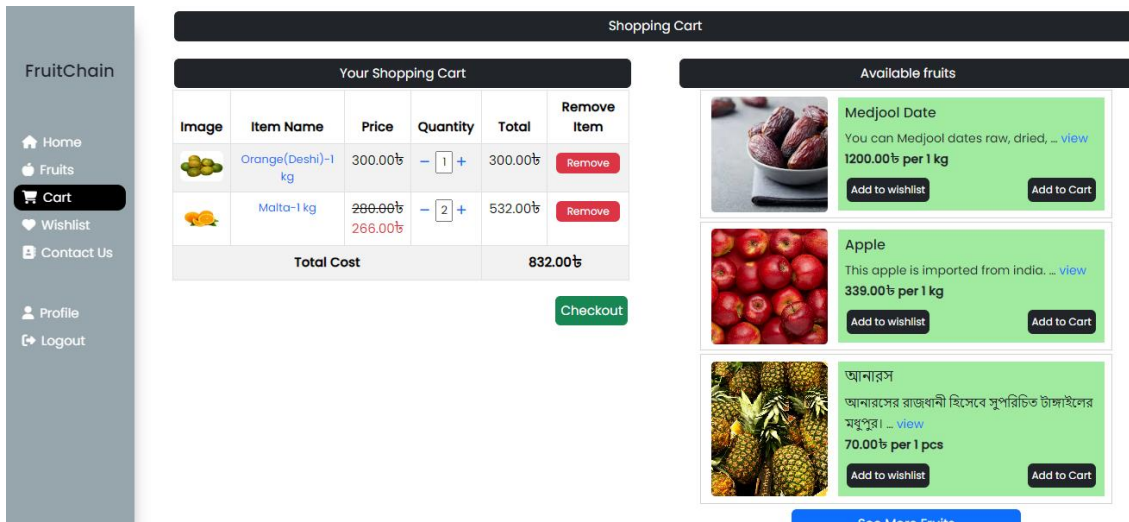 Shopping Cart
FruitChain
Home
Fruits
Cart
Wishlist
Contact Us
Profile
Logout
Your Shopping Cart
Image Item Name Price Quantity Total Remove Item
Orange(Deshi)-1 kg 300.00৳ − 1 + 300.00৳ Remove
Malta-1 kg 280.00৳ 266.00৳ − 2 + 532.00৳ Remove
Total Cost 832.00৳
Checkout
Available fruits
Medjool Date
You can Medjool dates raw, dried, ... view
1200.00৳ per 1 kg
Add to wishlist Add to Cart
Apple
This apple is imported from india. ... view
339.00৳ per 1 kg
Add to wishlist Add to Cart
আনারস
আনারসের রাজধানী হিসেবে সুপরিচিত টাঙ্গাইলের
মধুপুর। ... view
70.00৳ per 1 pcs
Add to wishlist Add to Cart
See More Fruits